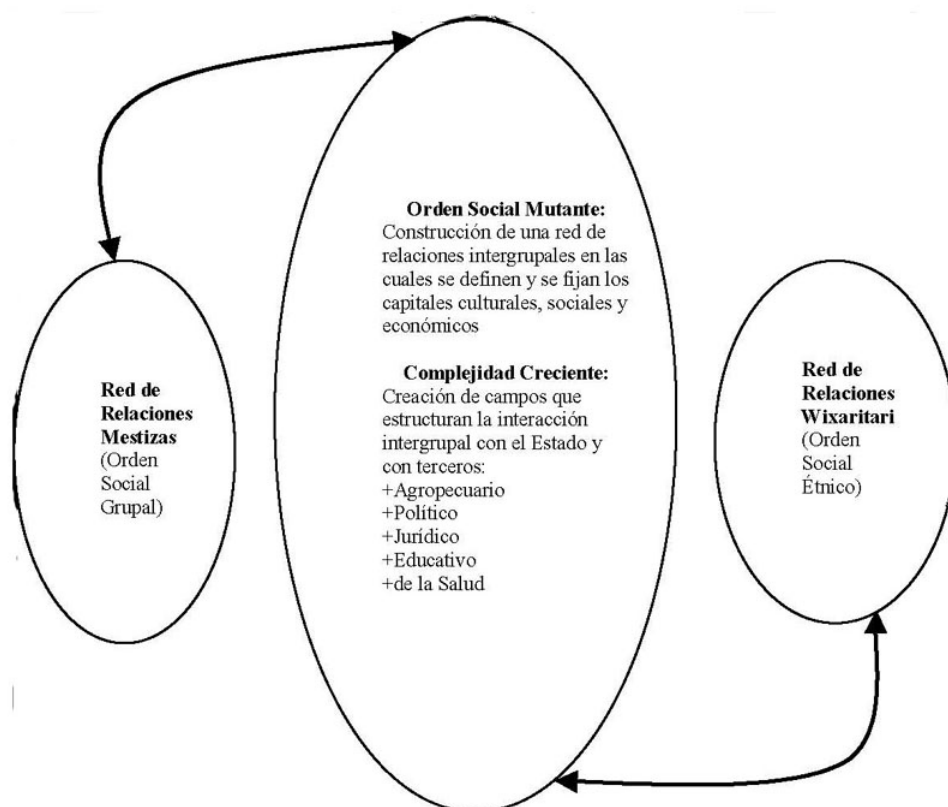 Red de
Relaciones
Mestizas
(Orden
Social
Grupal)
Orden Social Mutante:
Construcción de una red de
relaciones intergrupales en las
cuales se definen y se fijan los
capitales culturales, sociales y
económicos
Complejidad Creciente:
Creación de campos que
estructuran la interacción
intergrupal con el Estado y
con terceros:
+Agropecuario
+Político
+Jurídico
+Educativo
+de la Salud
Red de
Relaciones
Wixaritari
(Orden
Social
Étnico)